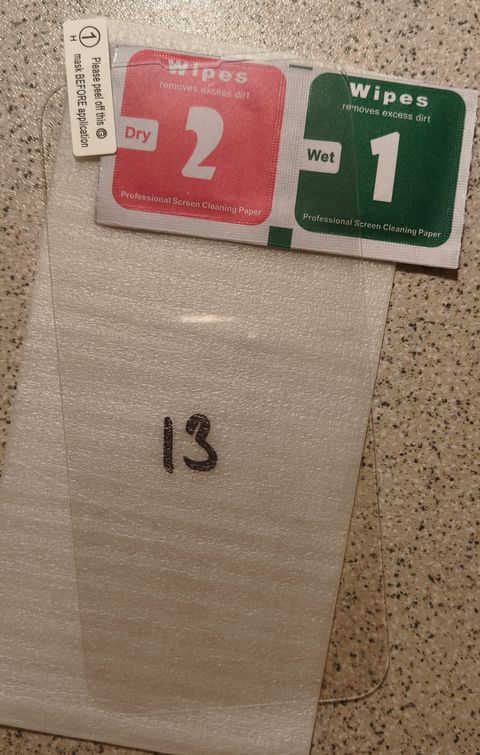 1
H
Please peel off this ©
mask BEFORE application
Wipes
removes excess dirt
Dry
2
Professional Screen Cleaning Paper
Wipes
removes excess dirt
Wet
1
Professional Screen Cleaning Paper
13